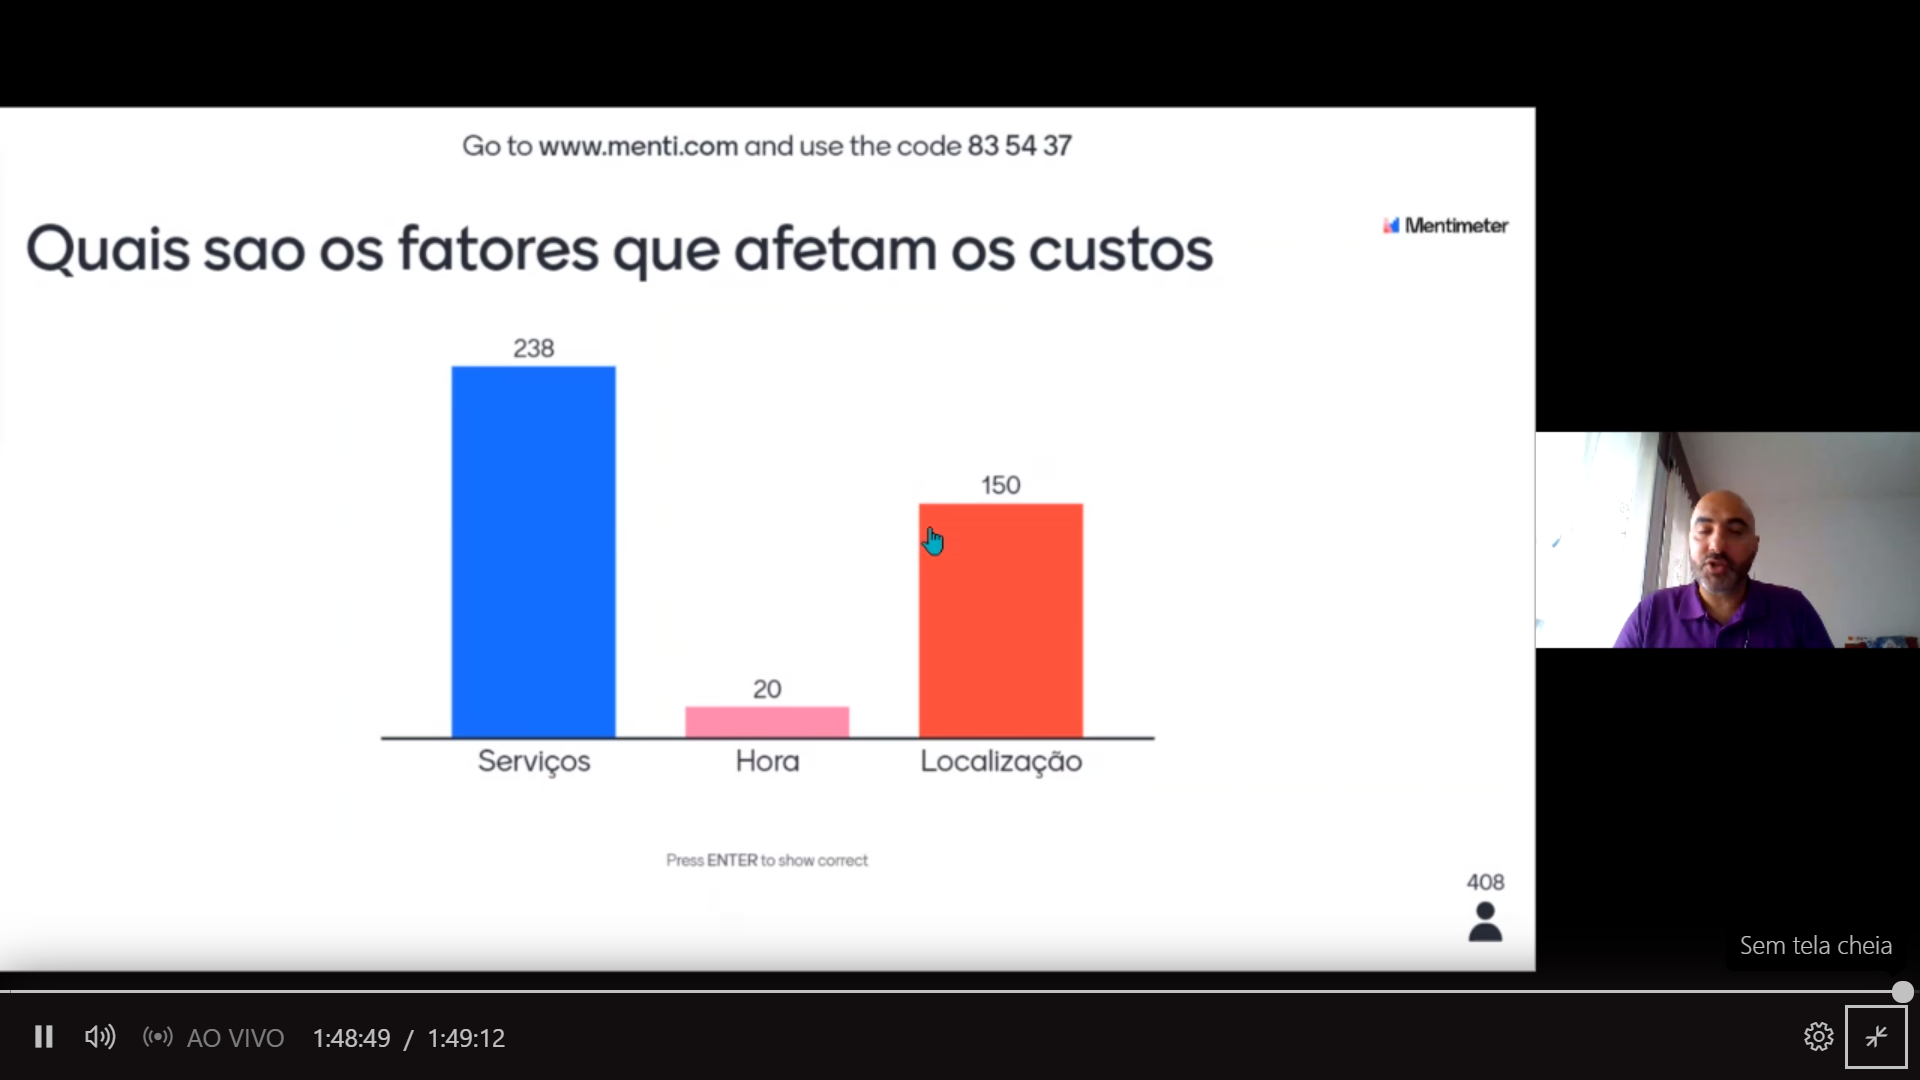 Go to www.menti.com and use the code 83 54 37
Mentimeter
Quais sao os fatores que afetam os custos
238
20
150
Serviços
Hora
Localização
Press ENTER to show correct
408
Sem tela cheia
AO VIVO
1:48:49 / 1:49:12